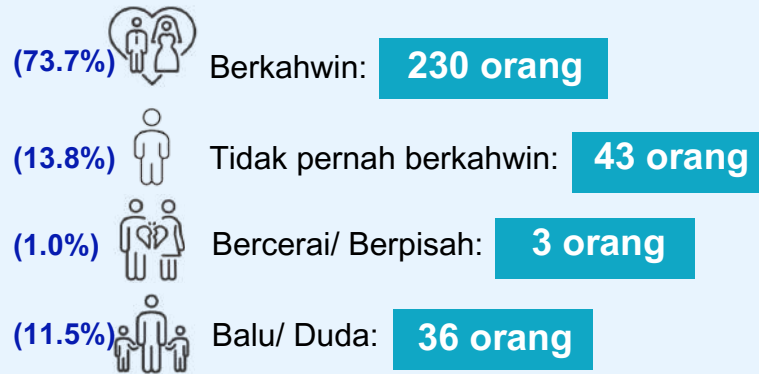 (73.7%) Berkahwin: 230 orang
(13.8%) Tidak pernah berkahwin: 43 orang
(1.0%) Bercerai/ Berpisah: 3 orang
(11.5%) Balu/ Duda: 36 orang